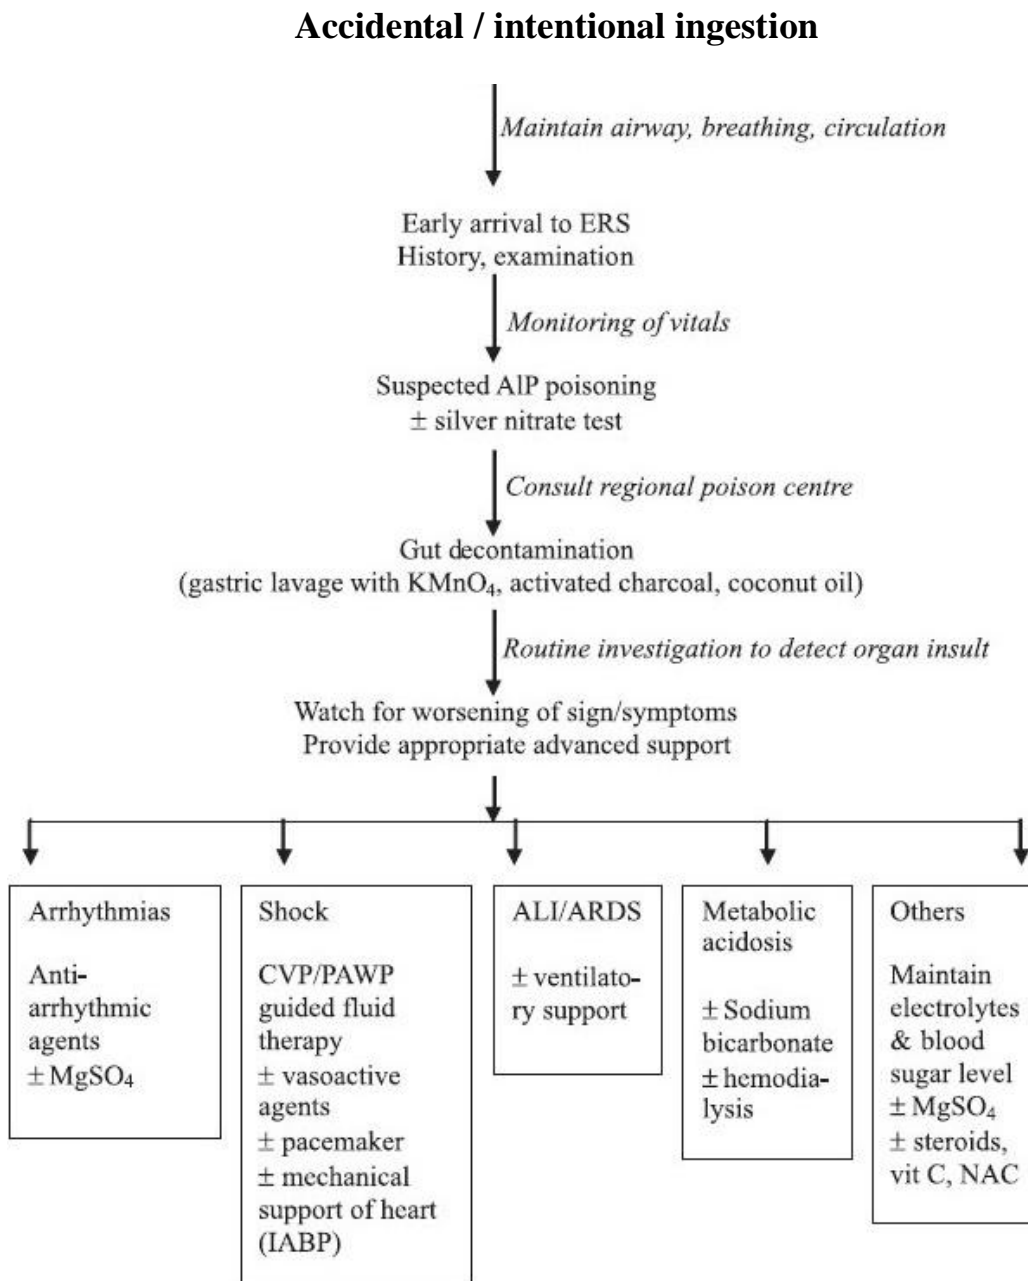 Accidental / intentional ingestion
Maintain airway, breathing, circulation
Early arrival to ERS
History, examination
Monitoring of vitals
Suspected AlP poisoning
± silver nitrate test
Consult regional poison centre
Gut decontamination
(gastric lavage with KMnO₄, activated charcoal, coconut oil)
Routine investigation to detect organ insult
Watch for worsening of sign/symptoms
Provide appropriate advanced support
Arrhythmias
Anti-
arrhythmic
agents
± MgSO₄
Shock
CVP/PAWP
guided fluid
therapy
± vasoactive
agents
± pacemaker
± mechanical
support of heart
(IABP)
ALI/ARDS
± ventilato-
ry support
Metabolic
acidosis
± Sodium
bicarbonate
± hemodia-
lysis
Others
Maintain
electrolytes
& blood
sugar level
± MgSO₄
± steroids,
vit C, NAC